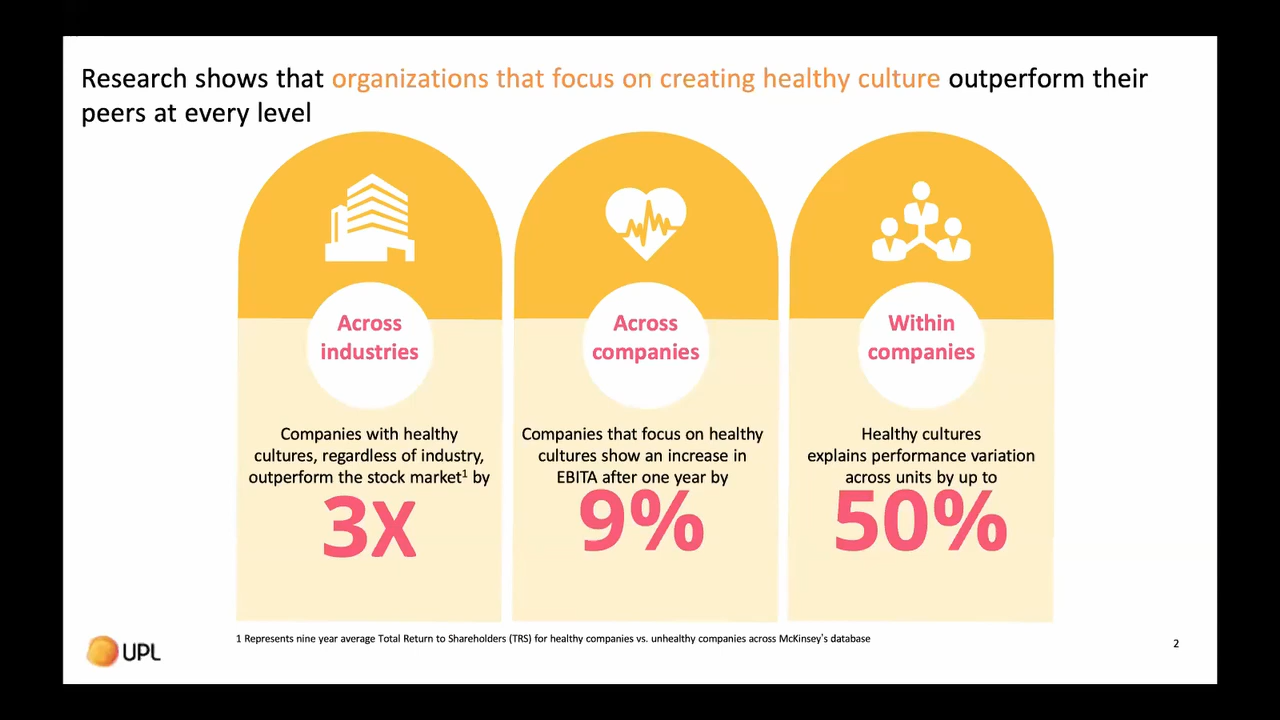 Research shows that organizations that focus on creating healthy culture outperform their
peers at every level
Across
industries
Companies with healthy
cultures, regardless of industry,
outperform the stock market¹ by
3X
Across
companies
Companies that focus on healthy
cultures show an increase in
EBITA after one year by
9%
Within
companies
Healthy cultures
explains performance variation
across units by up to
50%
1 Represents nine year average Total Return to Shareholders (TRS) for healthy companies vs. unhealthy companies across McKinsey's database
UPL
2